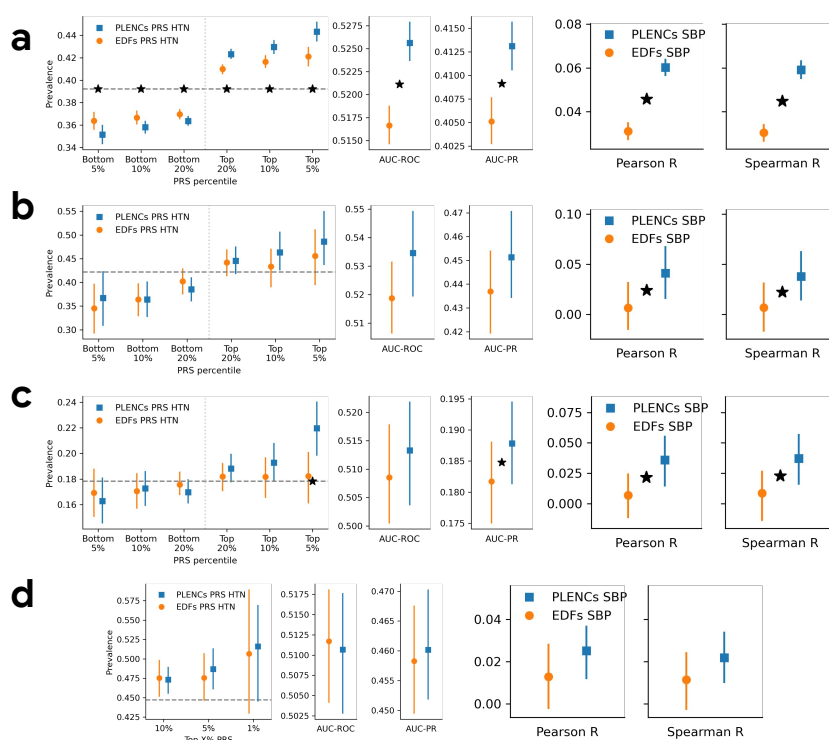 a
PLENCs PRS HTN
EDFs PRS HTN
Prevalence
0.44
0.42
0.40
0.38
0.36
0.34
Bottom 5%
Bottom 10%
Bottom 20%
Top 20%
Top 10%
Top 5%
PRS percentile
0.5275
0.5250
0.5225
0.5200
0.5175
0.5150
AUC-ROC
0.4150
0.4125
0.4100
0.4075
0.4050
0.4025
AUC-PR
PLENCs SBP
EDFs SBP
0.08
0.06
0.04
Pearson R
Spearman R
b
PLENCs PRS HTN
EDFs PRS HTN
Prevalence
0.55
0.50
0.45
0.40
0.35
0.30
Bottom 5%
Bottom 10%
Bottom 20%
Top 20%
Top 10%
Top 5%
PRS percentile
0.55
0.54
0.53
0.52
0.51
AUC-ROC
0.47
0.46
0.45
0.44
0.43
0.42
AUC-PR
PLENCs SBP
EDFs SBP
0.10
0.05
0.00
Pearson R
Spearman R
c
PLENCs PRS HTN
EDFs PRS HTN
Prevalence
0.24
0.22
0.20
0.18
0.16
Bottom 5%
Bottom 10%
Bottom 20%
Top 20%
Top 10%
Top 5%
PRS percentile
0.520
0.515
0.510
0.505
0.500
AUC-ROC
0.195
0.190
0.185
0.180
0.175
AUC-PR
PLENCs SBP
EDFs SBP
0.075
0.050
0.025
0.000
Pearson R
Spearman R
d
PLENCs PRS HTN
EDFs PRS HTN
Prevalence
0.575
0.550
0.525
0.500
0.475
0.450
0.425
10%
5%
1%
Top X% PRS
0.5175
0.5150
0.5125
0.5100
0.5075
0.5050
0.5025
AUC-ROC
0.470
0.465
0.460
0.455
0.450
AUC-PR
PLENCs SBP
EDFs SBP
0.04
0.02
0.00
Pearson R
Spearman R